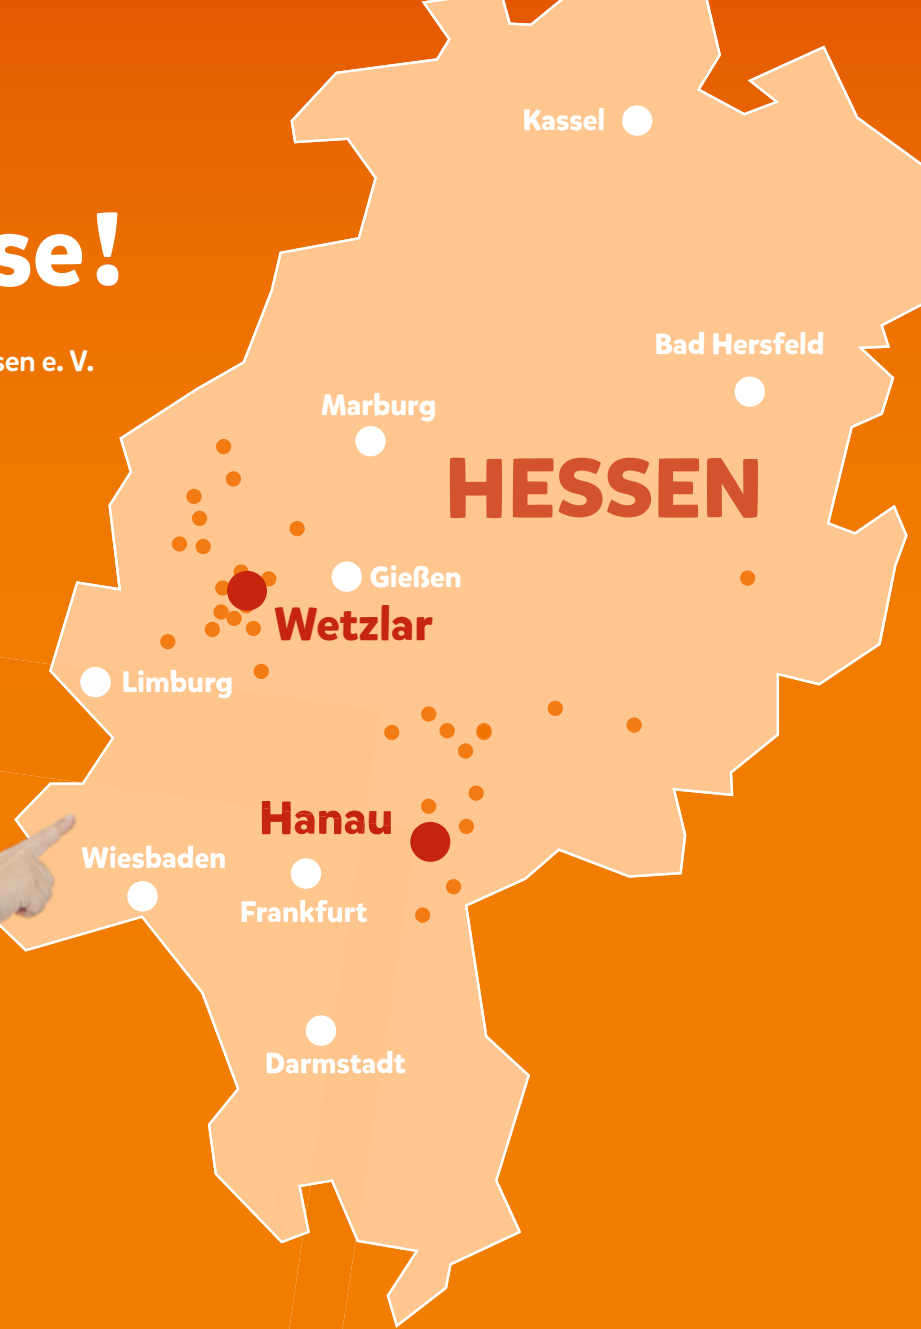 Kassel
se!
Bad Hersfeld
sen e. V.
Marburg
HESSEN
Gießen
Wetzlar
Limburg
Hanau
Wiesbaden
Frankfurt
Darmstadt